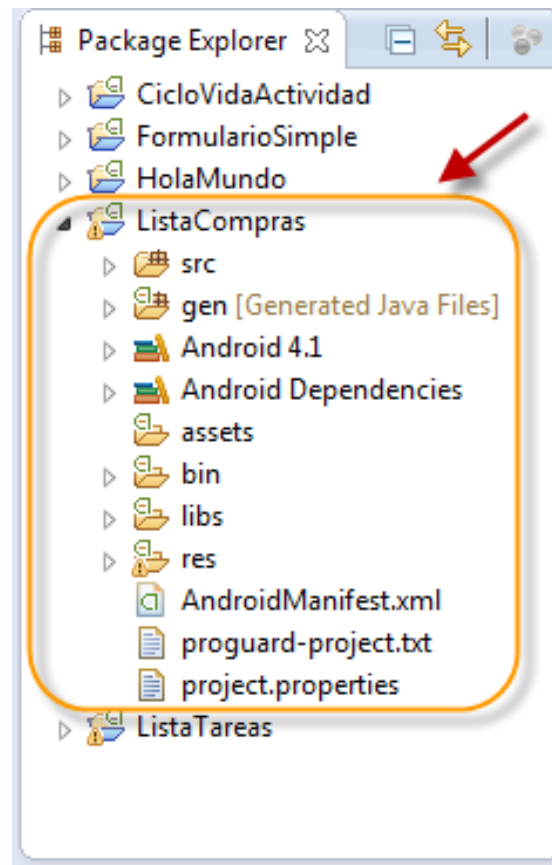 Package Explorer
CicloVidaActividad
FormularioSimple
HolaMundo
ListaCompras
src
gen [Generated Java Files]
Android 4.1
Android Dependencies
assets
bin
libs
res
AndroidManifest.xml
proguard-project.txt
project.properties
ListaTareas